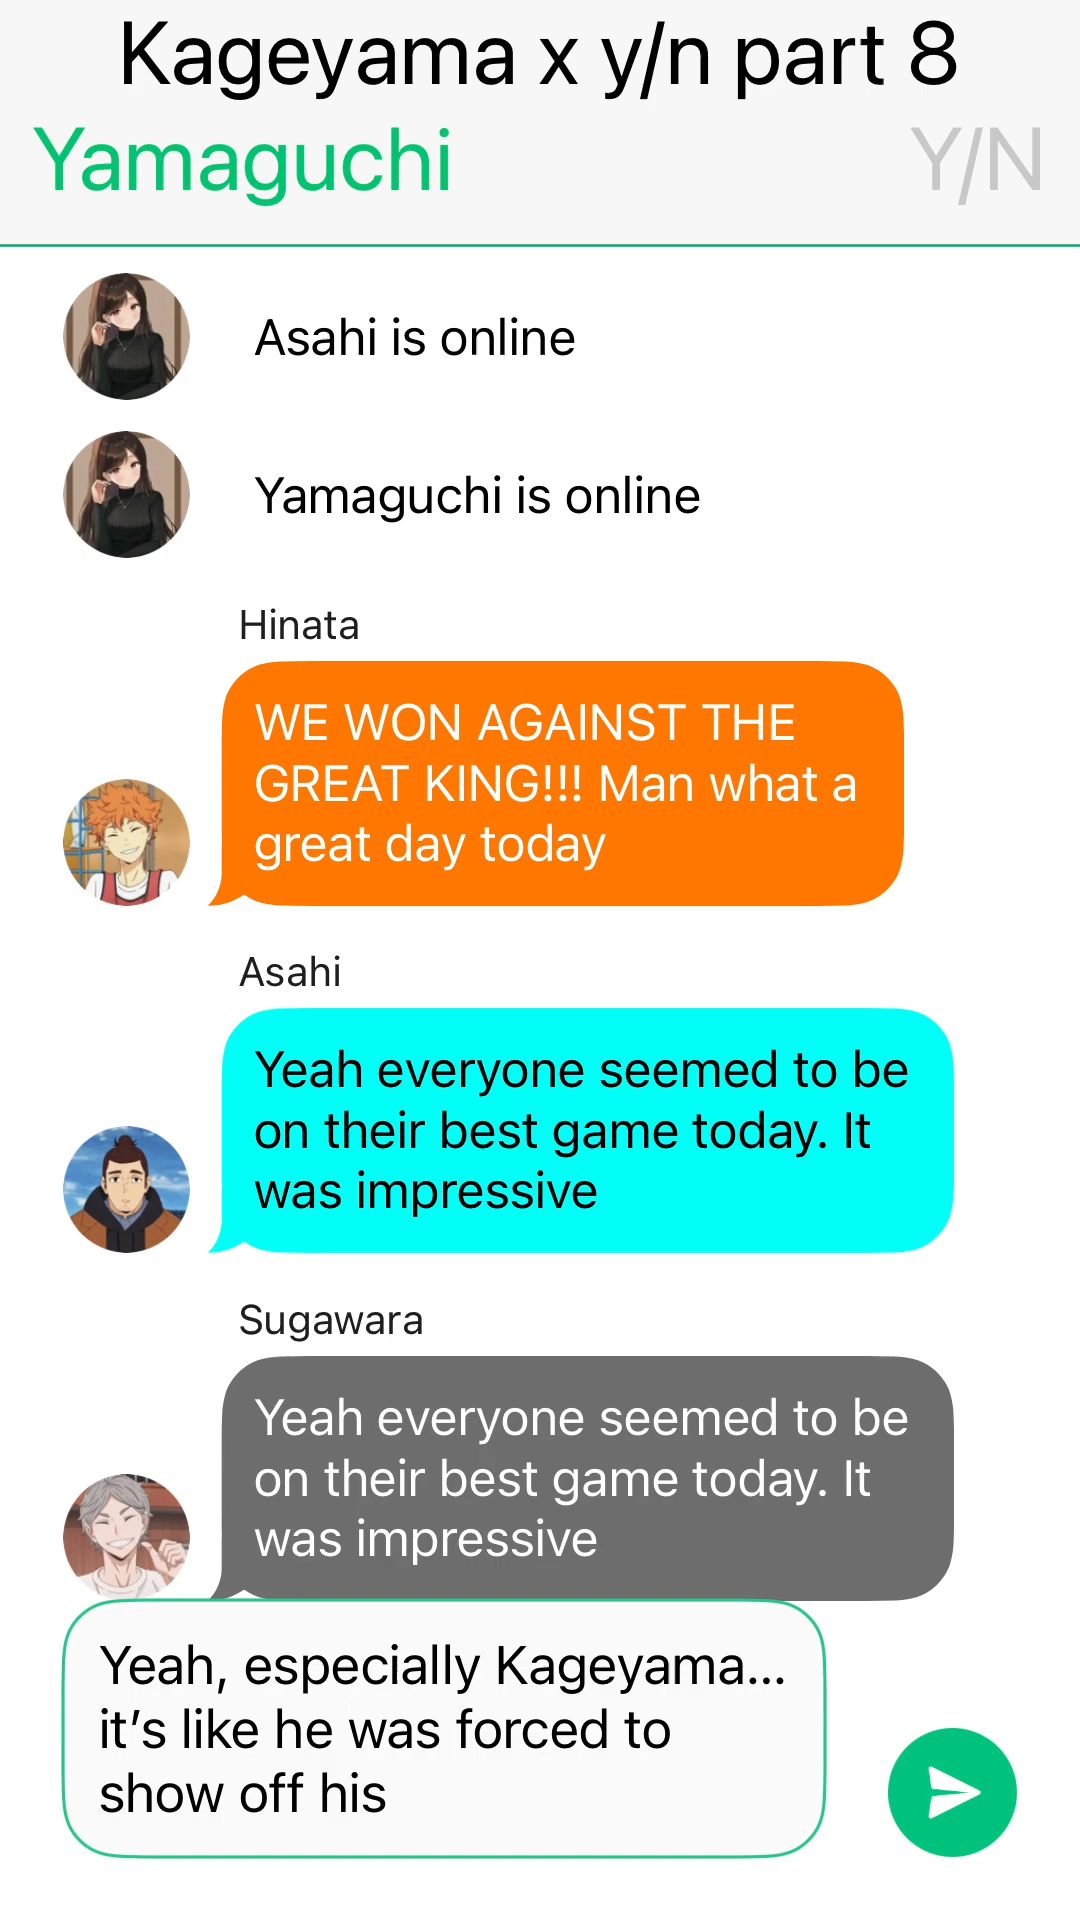 Kageyama x y/n part 8
Yamaguchi
Y/N
Asahi is online
Yamaguchi is online
Hinata
WE WON AGAINST THE
GREAT KING!!! Man what a
great day today
Asahi
Yeah everyone seemed to be
on their best game today. It
was impressive
Sugawara
Yeah everyone seemed to be
on their best game today. It
was impressive
Yeah, especially Kageyama...
it's like he was forced to
show off his